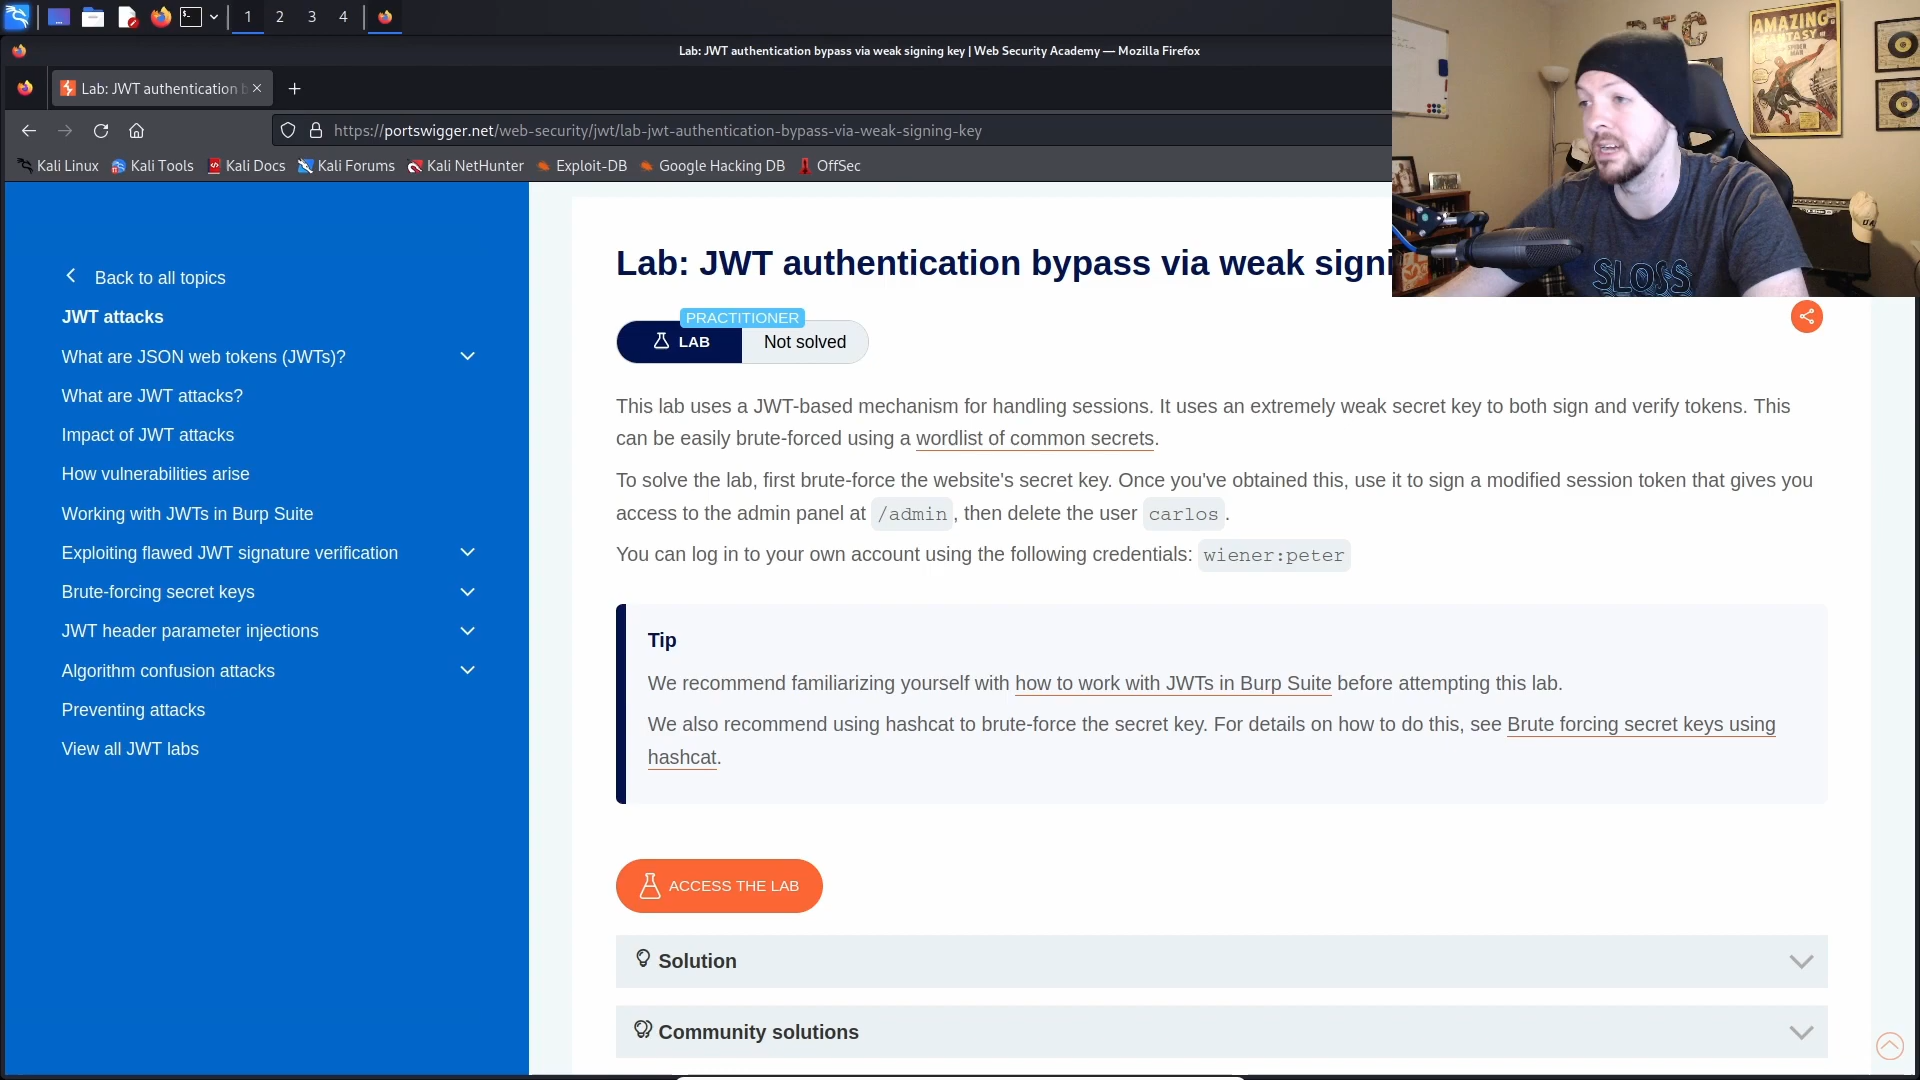 1 2 3 4
Lab: JWT authentication bypass via weak signing key | Web Security Academy — Mozilla Firefox
Lab: JWT authentication b
https://portswigger.net/web-security/jwt/lab-jwt-authentication-bypass-via-weak-signing-key
Kali Linux Kali Tools Kali Docs Kali Forums Kali NetHunter Exploit-DB Google Hacking DB OffSec
AMAZING
FANTASY
SLOSS
Back to all topics
JWT attacks
What are JSON web tokens (JWTs)?
What are JWT attacks?
Impact of JWT attacks
How vulnerabilities arise
Working with JWTs in Burp Suite
Exploiting flawed JWT signature verification
Brute-forcing secret keys
JWT header parameter injections
Algorithm confusion attacks
Preventing attacks
View all JWT labs
Lab: JWT authentication bypass via weak signi
PRACTITIONER
LAB Not solved
This lab uses a JWT-based mechanism for handling sessions. It uses an extremely weak secret key to both sign and verify tokens. This
can be easily brute-forced using a wordlist of common secrets.
To solve the lab, first brute-force the website's secret key. Once you've obtained this, use it to sign a modified session token that gives you
access to the admin panel at /admin, then delete the user carlos.
You can log in to your own account using the following credentials: wiener:peter
Tip
We recommend familiarizing yourself with how to work with JWTs in Burp Suite before attempting this lab.
We also recommend using hashcat to brute-force the secret key. For details on how to do this, see Brute forcing secret keys using
hashcat.
ACCESS THE LAB
Solution
Community solutions